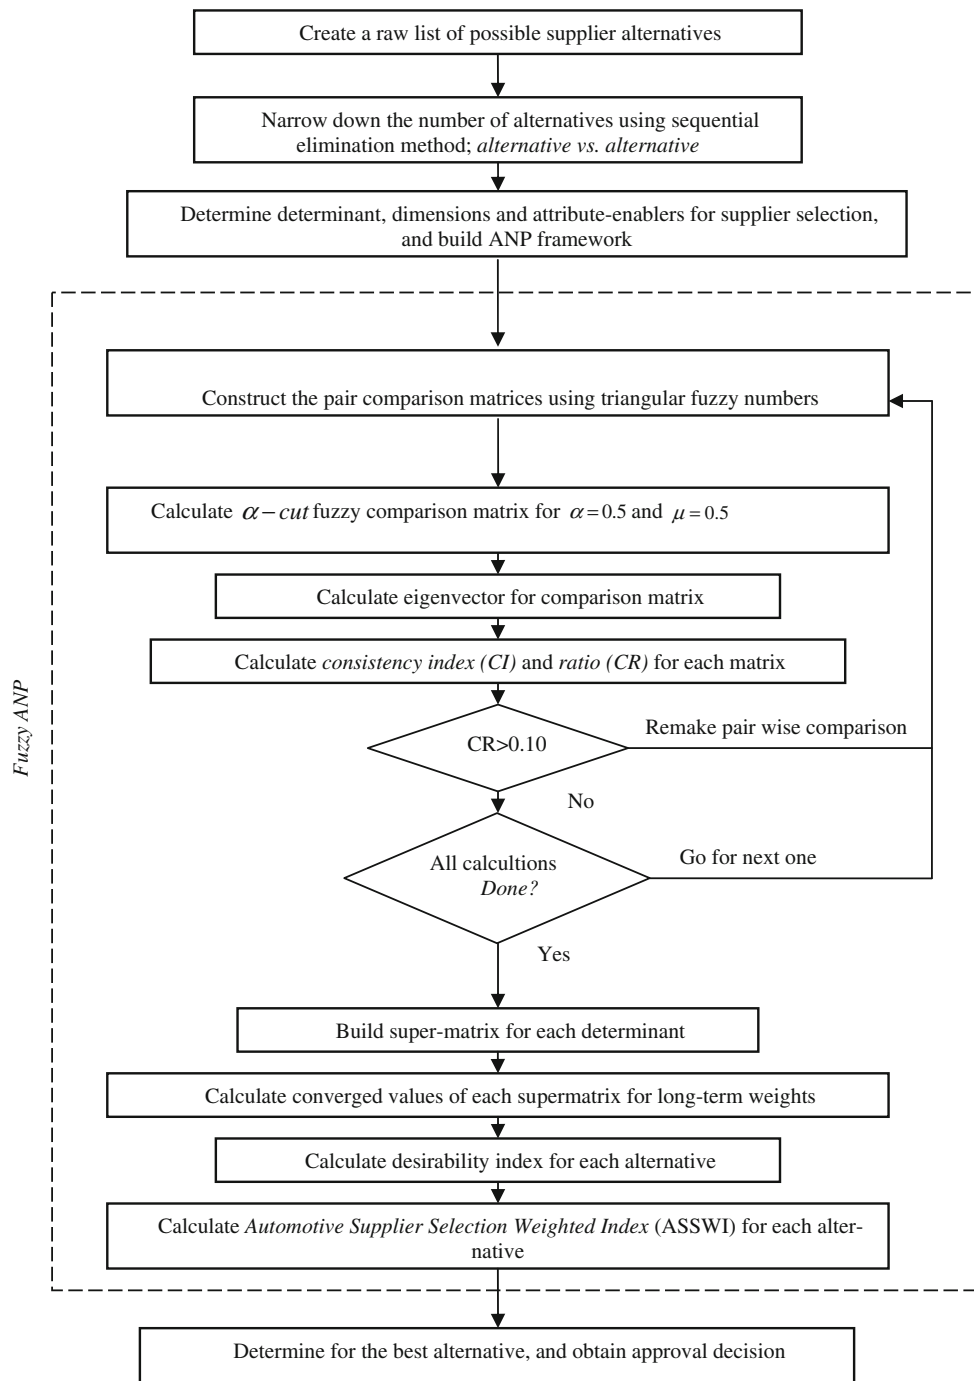 Create a raw list of possible supplier alternatives
Narrow down the number of alternatives using sequential
elimination method; alternative vs. alternative
Determine determinant, dimensions and attribute-enablers for supplier selection,
and build ANP framework
Fuzzy ANP
Construct the pair comparison matrices using triangular fuzzy numbers
Calculate α−cut fuzzy comparison matrix for α=0.5 and μ=0.5
Calculate eigenvector for comparison matrix
Calculate consistency index (CI) and ratio (CR) for each matrix
CR>0.10
Remake pair wise comparison
No
All calcultions
Done?
Go for next one
Yes
Build super-matrix for each determinant
Calculate converged values of each supermatrix for long-term weights
Calculate desirability index for each alternative
Calculate Automotive Supplier Selection Weighted Index (ASSWI) for each alter-
native
Determine for the best alternative, and obtain approval decision